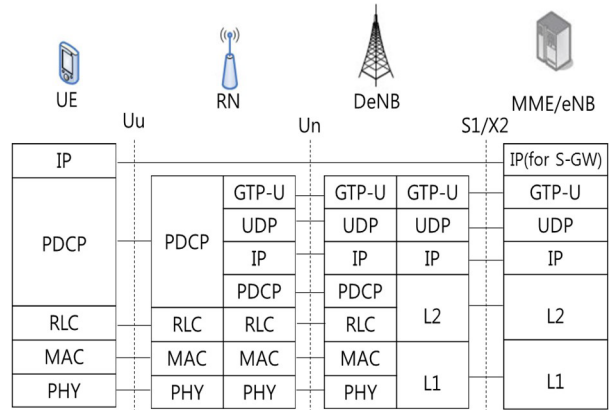 UE
RN
DeNB
MME/eNB
Uu
Un
S1/X2
IP
IP(for S-GW)
GTP-U
GTP-U
GTP-U
GTP-U
PDCP
PDCP
UDP
UDP
UDP
UDP
IP
IP
IP
IP
PDCP
PDCP
L2
L2
RLC
RLC
RLC
RLC
MAC
MAC
MAC
MAC
L1
L1
PHY
PHY
PHY
PHY